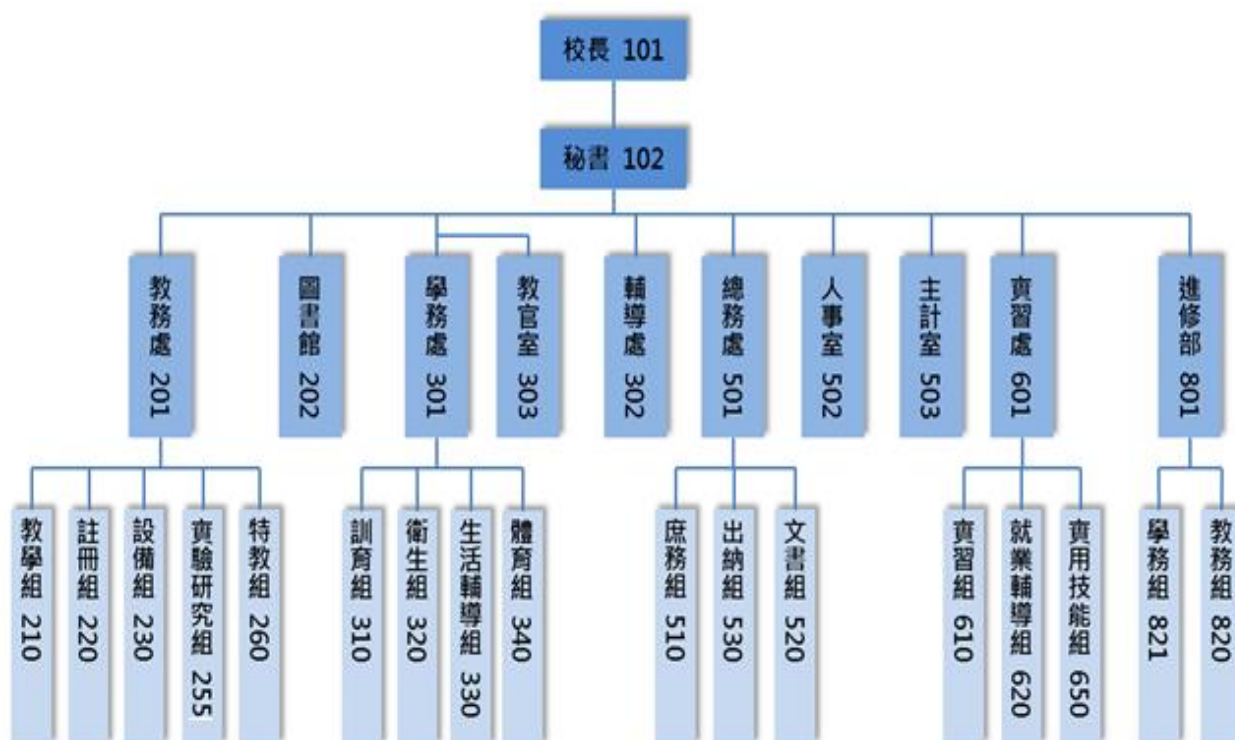 校長 101
秘書 102
教務處 201
圖書館 202
學務處 301
教官室 303
輔導處 302
總務處 501
人事室 502
主計室 503
實習處 601
進修部 801
教學組 210
註冊組 220
設備組 230
實驗研究組 255
特教組 260
訓育組 310
衛生組 320
生活輔導組 330
體育組 340
庶務組 510
出納組 530
文書組 520
實習組 610
就業輔導組 620
實用技能組 650
學務組 821
教務組 820